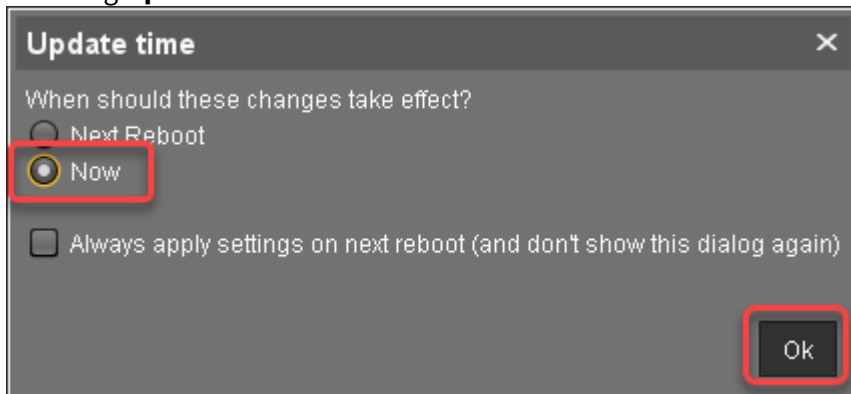 Update time
When should these changes take effect?
Next Reboot
Now
Always apply settings on next reboot (and don't show this dialog again)
Ok